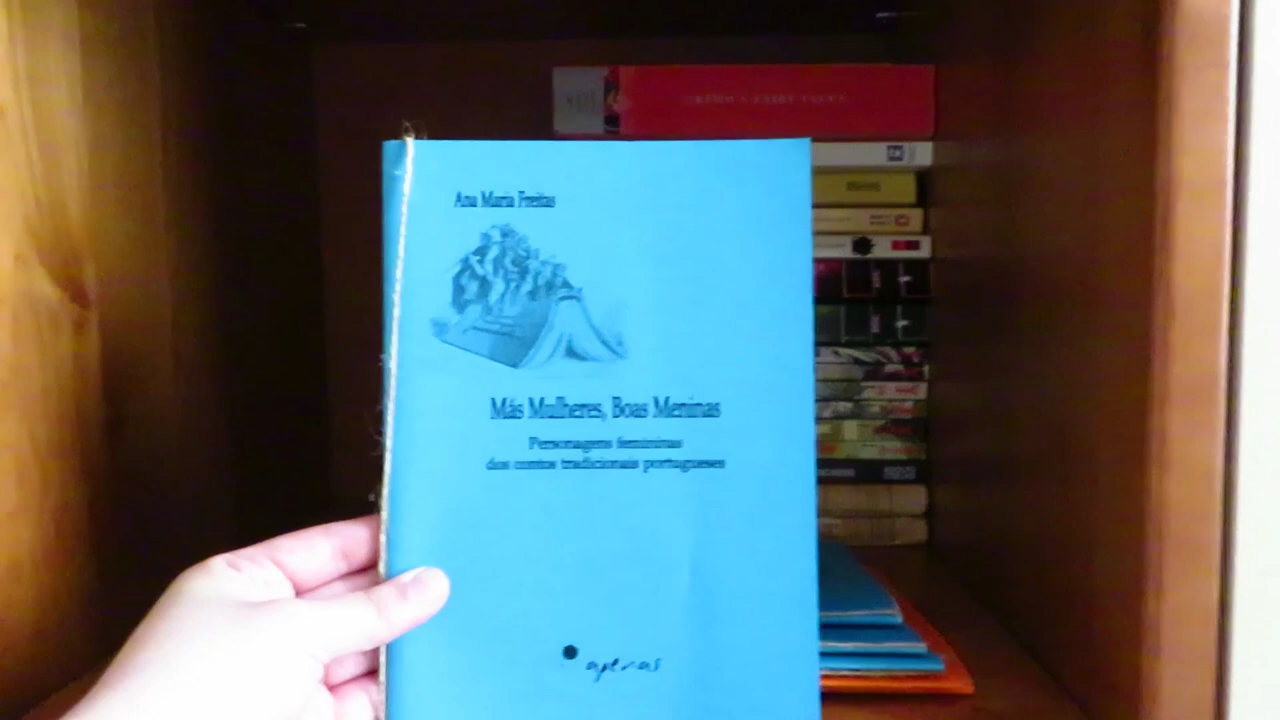 Ana Maria Freitas
Más Mulheres, Boas Meninas
Personagens femininas
dos contos tradicionais portugueses
apenas